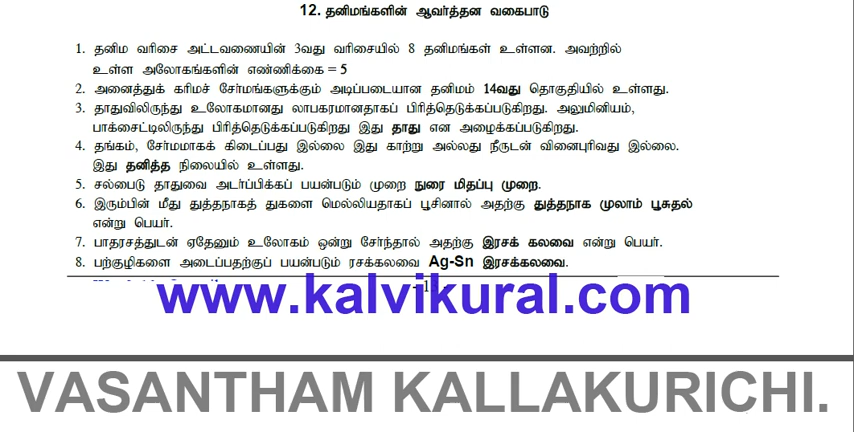 12. தனிமங்களின் ஆவர்த்தன வகைபாடு
1. தனிம வரிசை அட்டவணையின் 3வது வரிசையில் 8 தனிமங்கள் உள்ளன. அவற்றில்
உள்ள அலோகங்களின் எண்ணிக்கை = 5
2. அனைத்துக் கரிமச் சேர்மங்களுக்கும் அடிப்படையான தனிமம் 14வது தொகுதியில் உள்ளது.
3. தாதுவிலிருந்து உலோகமானது லாபகரமானதாகப் பிரித்தெடுக்கப்படுகிறது. அலுமினியம்,
பாக்சைட்டிலிருந்து பிரித்தெடுக்கப்படுகிறது இது தாது என அழைக்கப்படுகிறது.
4. தங்கம், சேர்மமாகக் கிடைப்பது இல்லை இது காற்று அல்லது நீருடன் வினைபுரிவது இல்லை.
இது தனித்த நிலையில் உள்ளது.
5. சல்பைடு தாதுவை அடர்ப்பிக்கப் பயன்படும் முறை நுரை மிதப்பு முறை.
6. இரும்பின் மீது துத்தநாகத் துகளை மெல்லியதாகப் பூசினால் அதற்கு துத்தநாக முலாம் பூசுதல்
என்று பெயர்.
7. பாதரசத்துடன் ஏதேனும் உலோகம் ஒன்று சேர்ந்தால் அதற்கு இரசக் கலவை என்று பெயர்.
8. பற்குழிகளை அடைப்பதற்குப் பயன்படும் ரசக்கலவை Ag-Sn இரசக்கலவை.
www.kalvikural.com
VASANTHAM KALLAKURICHI.